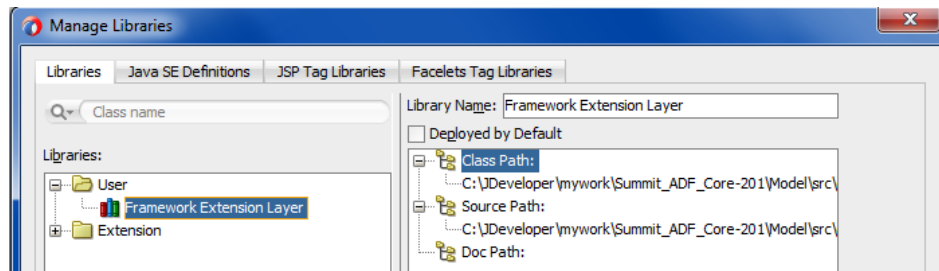 Manage Libraries
X
Libraries Java SE Definitions JSP Tag Libraries Facelets Tag Libraries
Class name
Library Name: Framework Extension Layer
Deployed by Default
Libraries:
Class Path:
User
C:\JDeveloper\mywork\Summit_ADF_Core-201\Model\src\
Framework Extension Layer
Source Path:
Extension
C:\JDeveloper\mywork\Summit_ADF_Core-201\Model\src\
Doc Path: